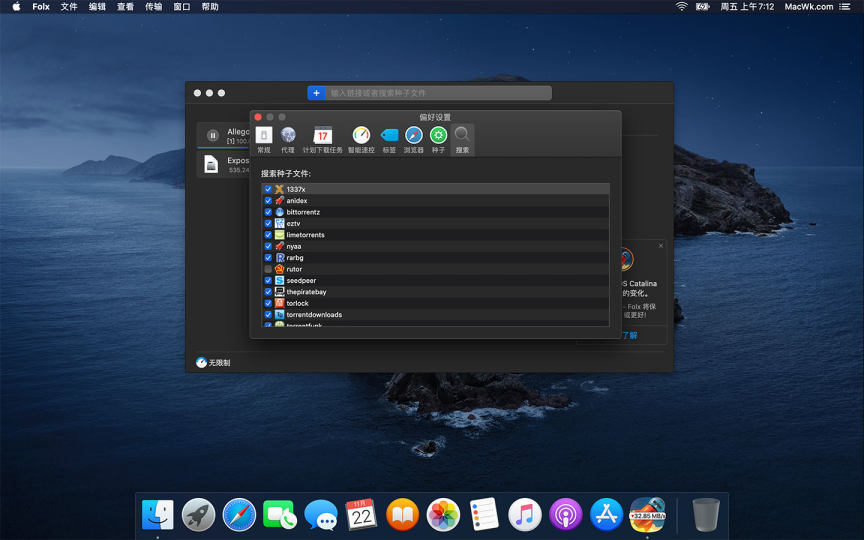 Folx 文件 编辑 查看 传输 窗口 帮助 周五 上午7:12 MacWk.com
输入链接或者搜索种子文件
偏好设置
17
常规 代理 计划下载任务 智能速控 标签 浏览器 种子 搜索
Allego
[1] 100.
Expos
535.24
搜索种子文件:
1337x
anidex
bittorrentz
eztv
limetorrents
nyaa
rarbg
rutor
seedpeer
thepiratebay
torlock
torrentdownloads
torrentfunk
OS Catalina
的变化。
– Folx 将保
或更好!
了解
无限制
11月
22
+32.85 MB/s